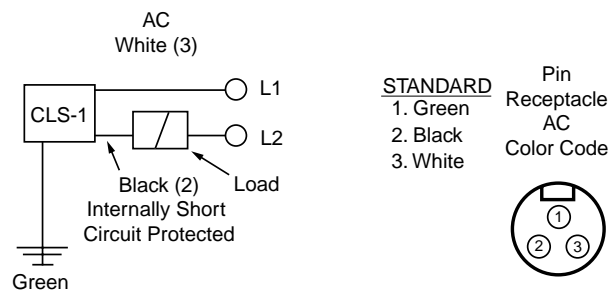 AC
White (3)
CLS-1
L1
L2
Black (2)
Internally Short
Circuit Protected
Load
Green
STANDARD
1. Green
2. Black
3. White
Pin
Receptacle
AC
Color Code
1
2
3